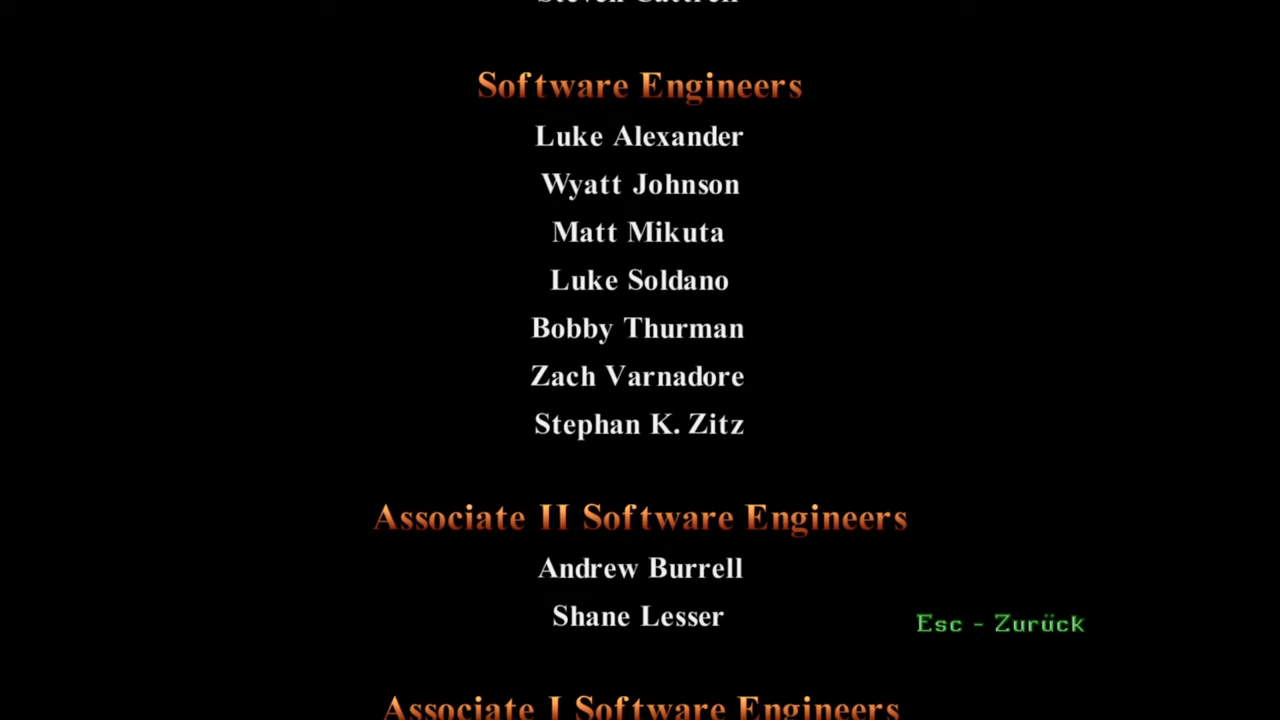 Software Engineers
Luke Alexander
Wyatt Johnson
Matt Mikuta
Luke Soldano
Bobby Thurman
Zach Varnadore
Stephan K. Zitz
Associate II Software Engineers
Andrew Burrell
Shane Lesser
Esc - Zurück
Associate I Software Engineers